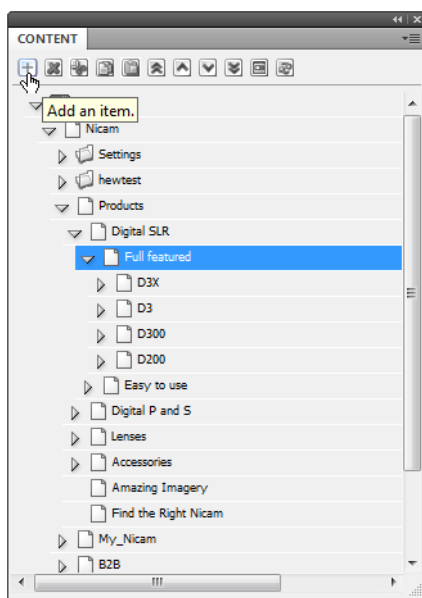 CONTENT
Add an item.
Nicam
Settings
hewtest
Products
Digital SLR
Full featured
D3X
D3
D300
D200
Easy to use
Digital P and S
Lenses
Accessories
Amazing Imagery
Find the Right Nicam
My_Nicam
B2B